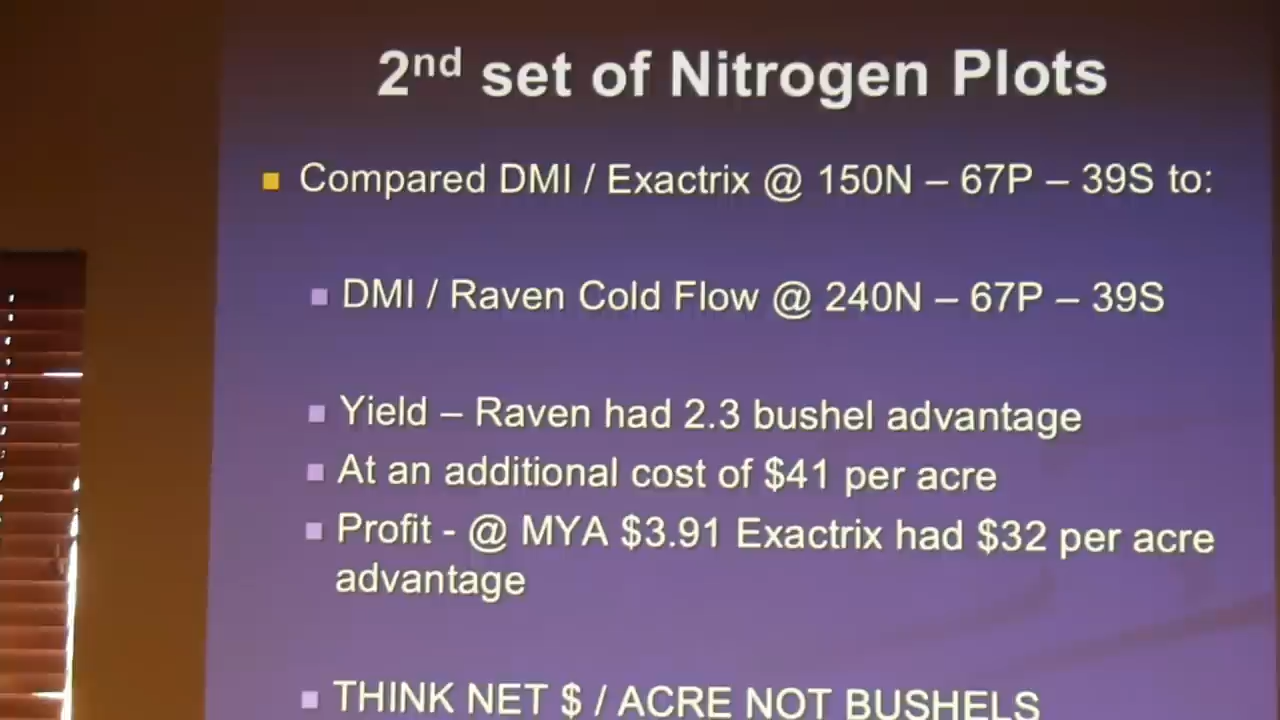 2nd set of Nitrogen Plots
Compared DMI / Exactrix @ 150N – 67P – 39S to:
DMI / Raven Cold Flow @ 240N – 67P – 39S
Yield – Raven had 2.3 bushel advantage
At an additional cost of $41 per acre
Profit - @ MYA $3.91 Exactrix had $32 per acre
advantage
THINK NET $ / ACRE NOT BUSHELS